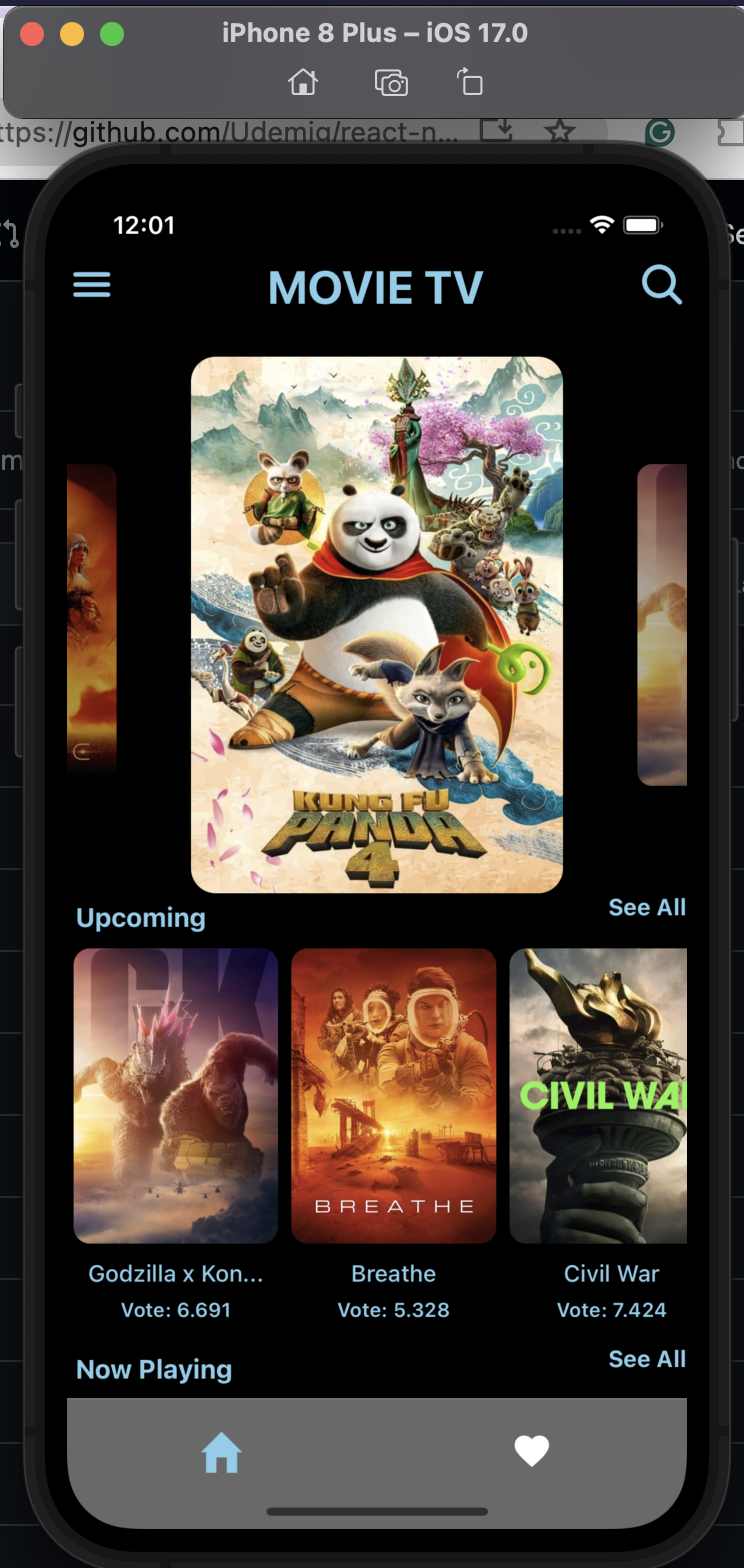 iPhone 8 Plus – iOS 17.0
ttps://github.com/Udemig/react-n...
12:01
MOVIE TV
KUNG FU
PANDA
4
Upcoming
See All
BREATHE
CIVIL WAR
Godzilla x Kon...
Breathe
Civil War
Vote: 6.691
Vote: 5.328
Vote: 7.424
Now Playing
See All